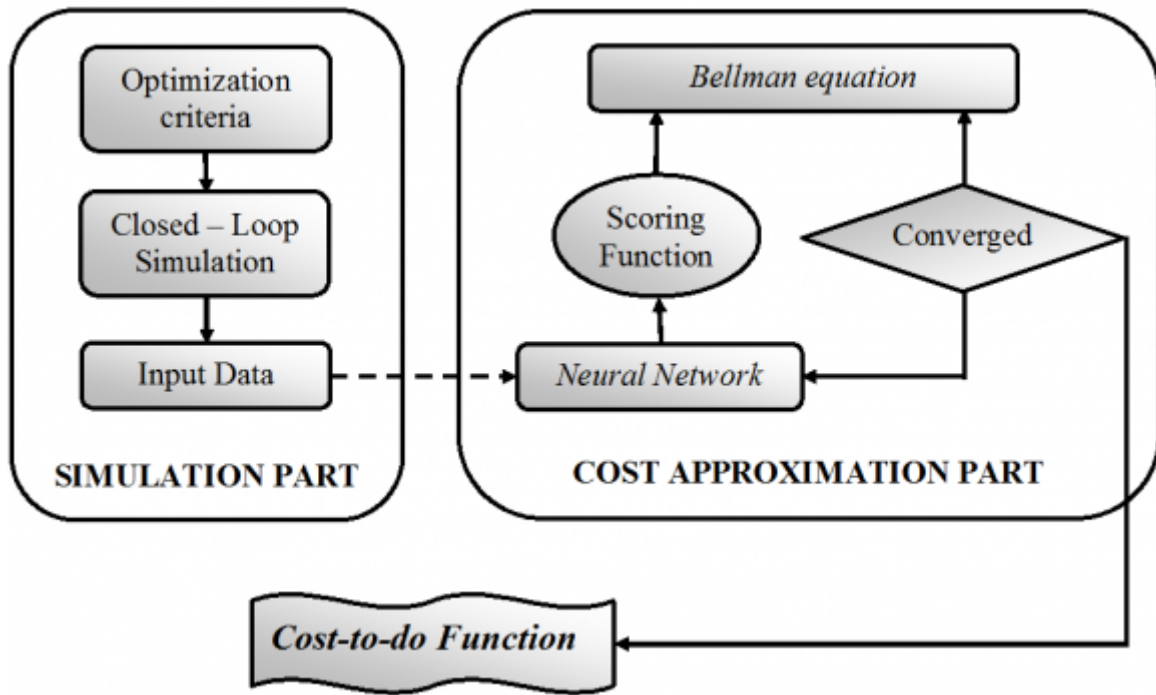 Optimization
criteria
Closed – Loop
Simulation
Input Data
SIMULATION PART
Bellman equation
Scoring
Function
Converged
Neural Network
COST APPROXIMATION PART
Cost-to-do Function